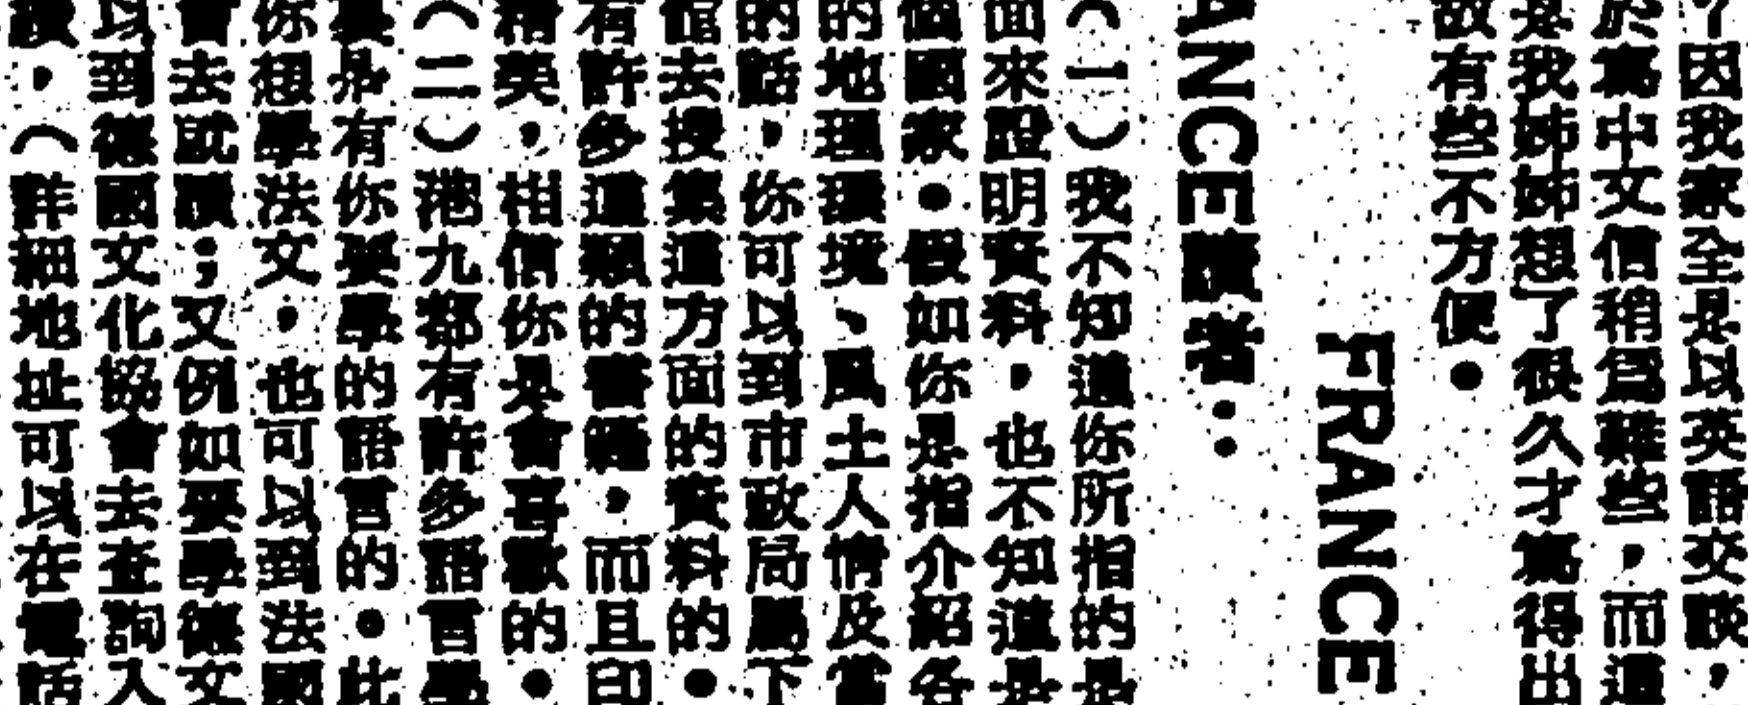 ？因我家全是以英語交談，
於寫中文信稍爲難些，而這
是我姊姊想了很久才寫得出
故有些不方便●
FRANCE
ANCE讀者：
（一）我不知道你所指的是
面來證明資料，也不知道是
個國家●假如你是指介紹各
的地理環境、風土人情及當
的話，你可以到市政局屬下
館去搜集這方面的資料的●
有許多這類的書籍，而且印
精美，相信你是會喜歡的●
（二）港九都有許多語言學
要是有你要學的語言的●此
你想學法文，也可以到法國
會去就讀；又例如要學德文
以到德國文化協會去查詢入
讀，（詳細地址可以在電話